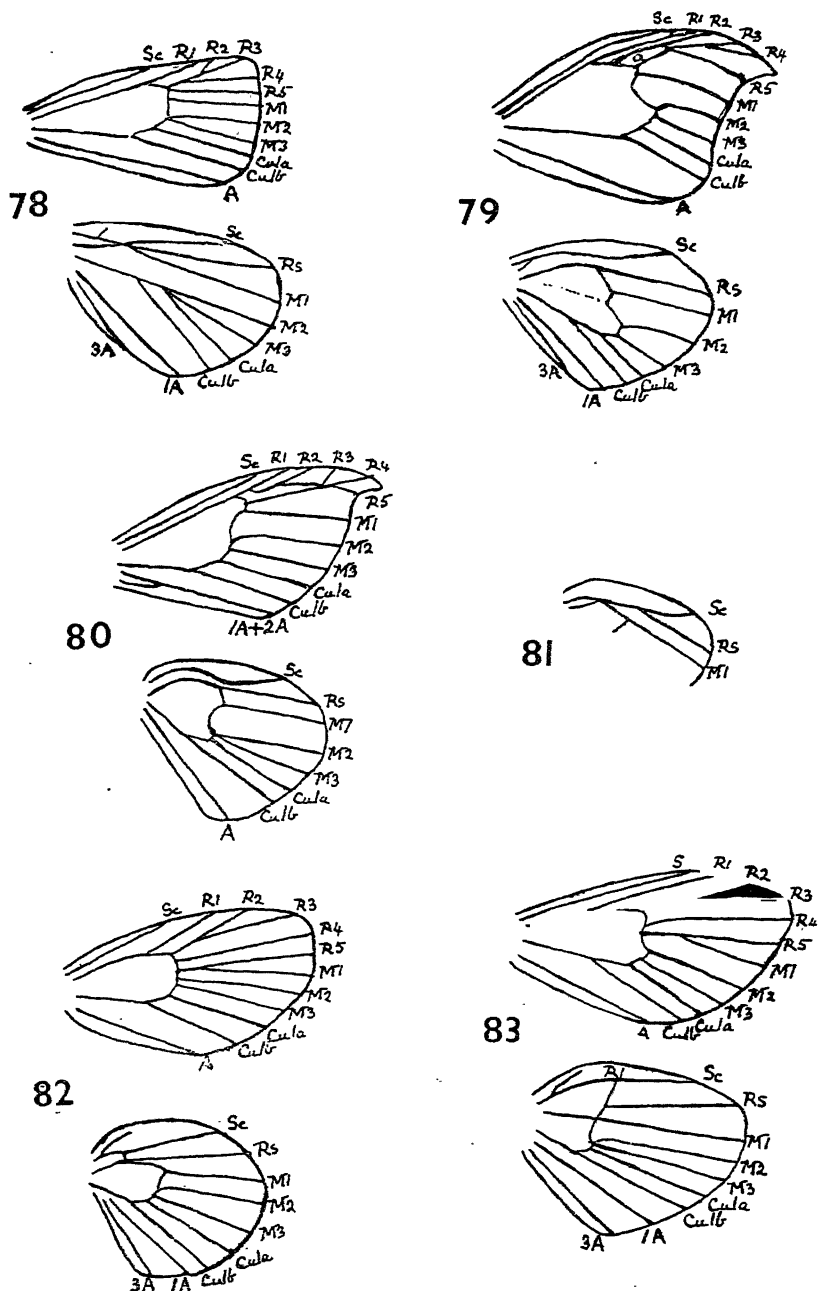 Sc R1 R2 R3
R4
R5
M1
M2
M3
Cu1a
Cu1b
A
78
Sc
Rs
M1
M2
M3
Cu1a
Cu1b
1A
3A
Sc R1 R2
R3
R4
a
R5
M1
M2
M3
Cu1a
Cu1b
A
79
Sc
Rs
M1
M2
M3
Cu1a
Cu1b
1A
3A
Sc R1 R2 R3
R4
R5
M1
M2
M3
Cu1a
Cu1b
1A+2A
80
Sc
Rs
M7
M2
M3
Cu1a
Cu1b
A
81
Sc
Rs
M1
Sc R1 R2 R3
R4
R5
M1
M2
M3
Cu1a
Cu1b
A
82
Sc
Rs
M1
M2
M3
Cu1a
Cu1b
1A
3A
S R1 R2
R3
R4
R5
M1
M2
M3
Cu1a
Cu1b
A
83
R1 Sc
Rs
M1
M2
M3
Cu1a
Cu1b
1A
3A